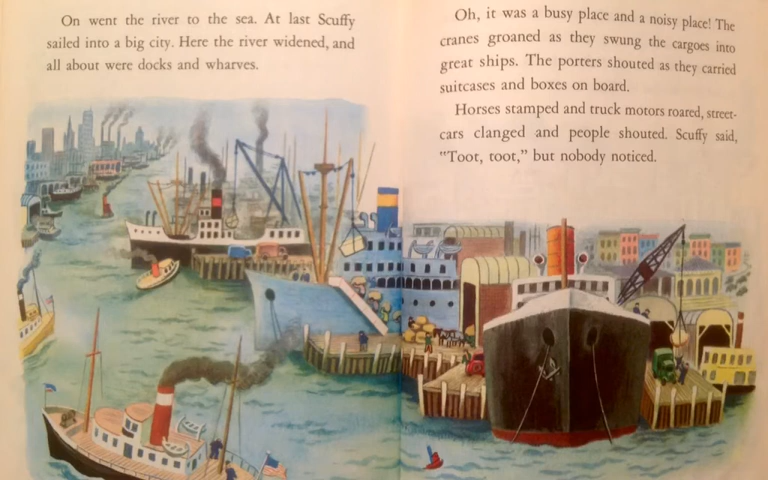 On went the river to the sea. At last Scuffy
sailed into a big city. Here the river widened, and
all about were docks and wharves.
Oh, it was a busy place and a noisy place! The
cranes groaned as they swung the cargoes into
great ships. The porters shouted as they carried
suitcases and boxes on board.
Horses stamped and truck motors roared, street-
cars clanged and people shouted. Scuffy said,
"Toot, toot," but nobody noticed.